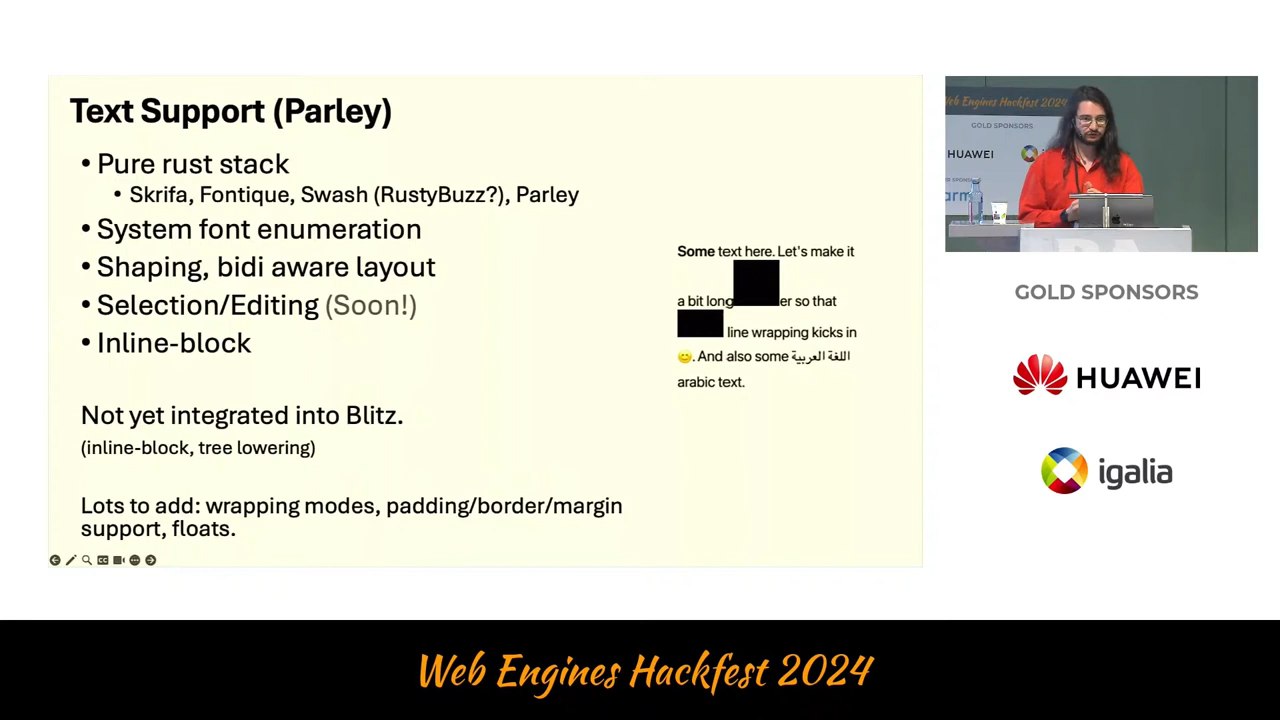 Text Support (Parley)
• Pure rust stack
• Skrifa, Fontique, Swash (RustyBuzz?), Parley
• System font enumeration
• Shaping, bidi aware layout
• Selection/Editing (Soon!)
• Inline-block
Not yet integrated into Blitz.
(inline-block, tree lowering)
Lots to add: wrapping modes, padding/border/margin
support, floats.
Some text here. Let's make it
a bit long er so that
line wrapping kicks in
😊. And also some اللغة العربية
arabic text.
Web Engines Hackfest 2024
GOLD SPONSORS
HUAWEI
GOLD SPONSORS
HUAWEI
igalia
Web Engines Hackfest 2024